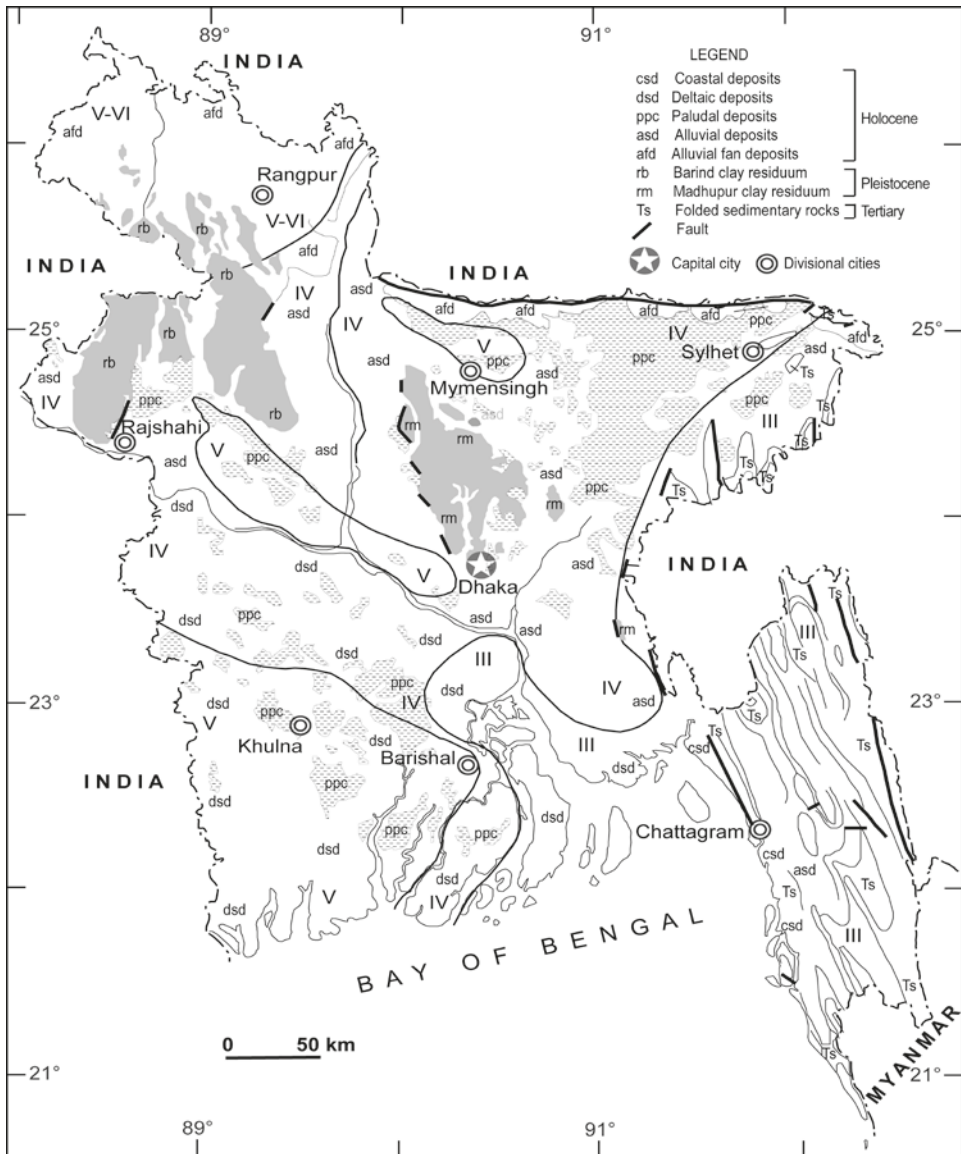 89°
91°
INDIA
LEGEND
csd Coastal deposits
dsd Deltaic deposits
ppc Paludal deposits
asd Alluvial deposits
afd Alluvial fan deposits
Holocene
rb Barind clay residuum
rm Madhupur clay residuum
Pleistocene
Ts Folded sedimentary rocks
Tertiary
Fault
Capital city
Divisional cities
V-VI
afd
afd
afd
Rangpur
V-VI
rb
rb
afd
INDIA
rb
INDIA
asd
IV
asd
IV
afd
afd
afd
ppc
Ts
25°
25°
rb
rb
asd
V
ppc
IV
ppc
Sylhet
asd
afd
asd
IV
Mymensingh
asd
Ts
ppc
rb
asd
rm
rm
asd
ppc
III
Ts
Rajshahi
V
ppc
asd
asd
asd
ppc
Ts
Ts
Ts
Ts
Ts
dsd
rm
rm
IV
dsd
V
Dhaka
asd
INDIA
Ts
ppc
dsd
dsd
asd
asd
rm
III
Ts
dsd
III
dsd
ppc
IV
dsd
IV
asd
23°
23°
V
dsd
ppc
Khulna
dsd
Barishal
III
dsd
csd
Ts
Ts
Ts
INDIA
dsd
ppc
dsd
Chattagram
ppc
ppc
dsd
dsd
csd
asd
Ts
Ts
dsd
V
IV
csd
III
BAY OF BENGAL
Ts
Ts
0 50 km
21°
21°
MYANMAR
89°
91°